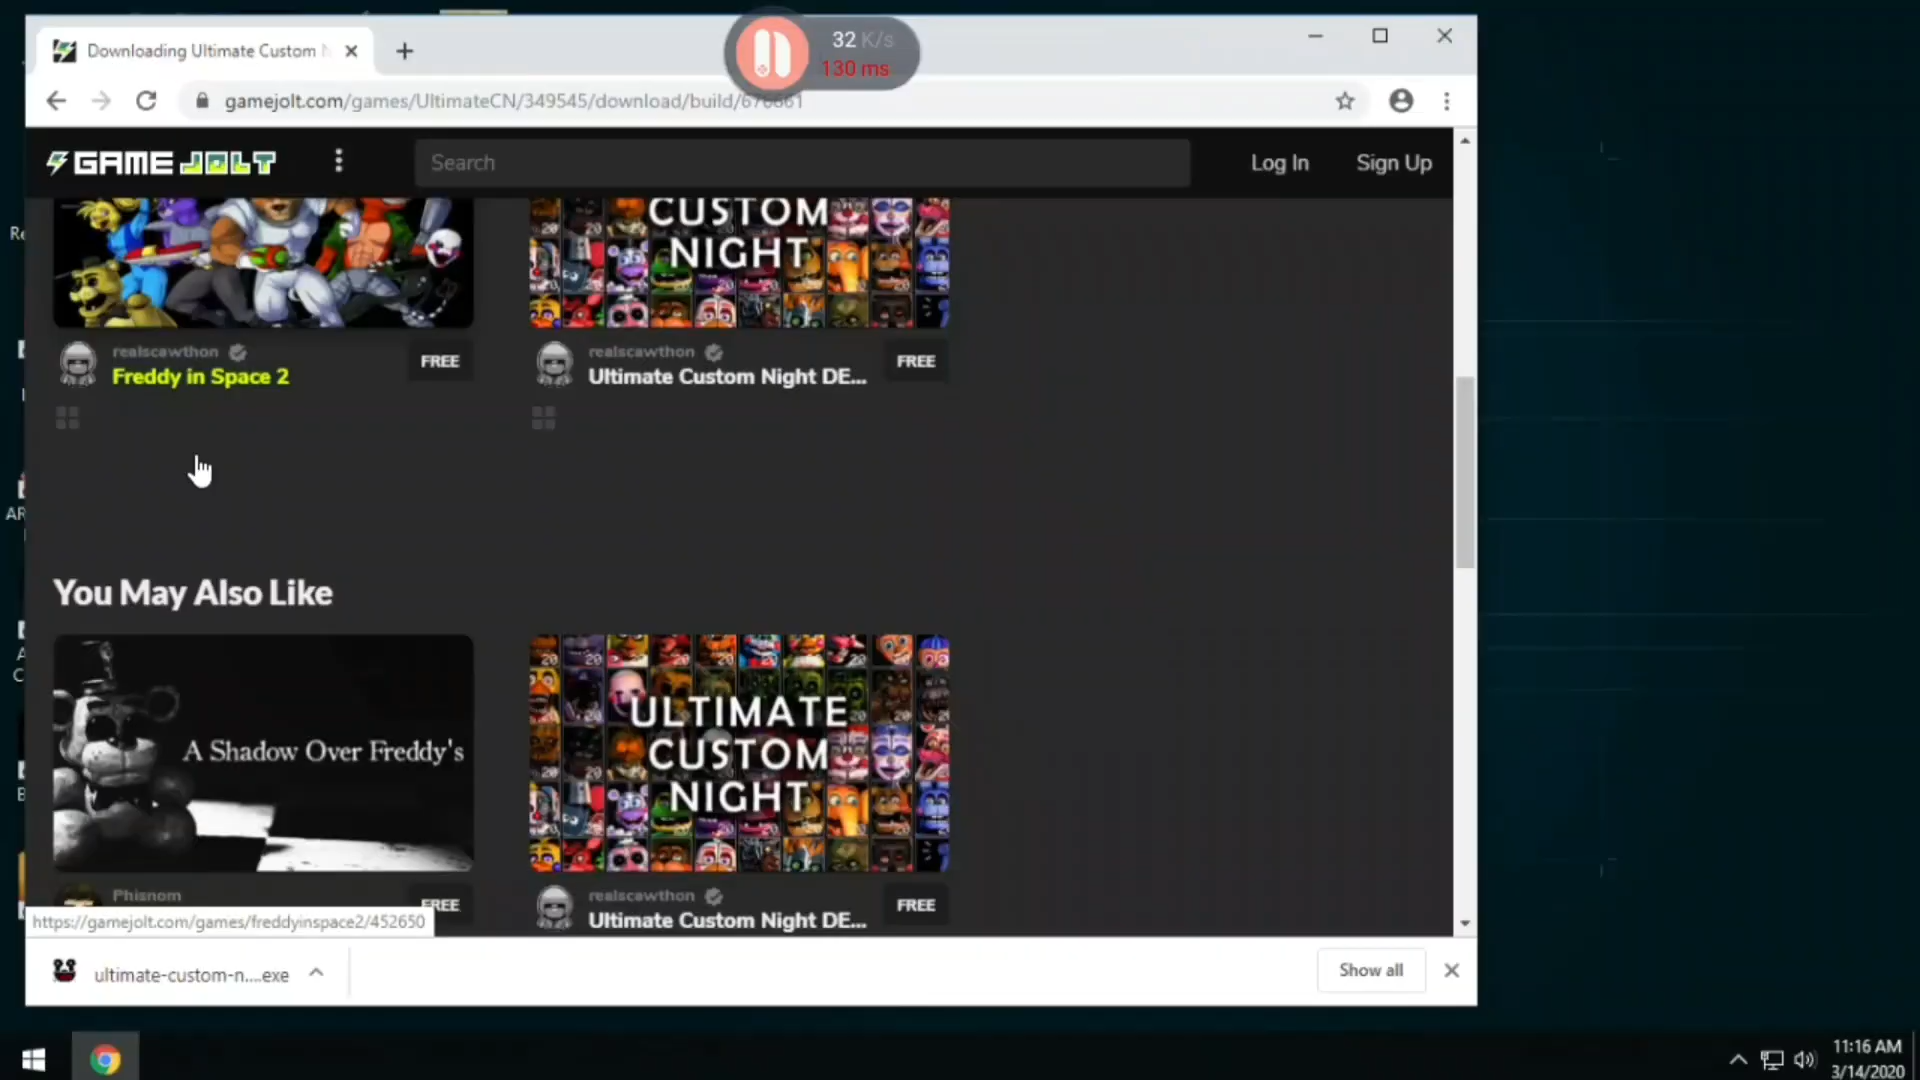 Downloading Ultimate Custom N
32 K/s
130 ms
gamejolt.com/games/UltimateCN/349545/download/build/676661
GAME JOLT
Search
Log In
Sign Up
CUSTOM
NIGHT
realscawthon
FREE
Freddy in Space 2
realscawthon
FREE
Ultimate Custom Night DE...
You May Also Like
A Shadow Over Freddy's
ULTIMATE
CUSTOM
NIGHT
Phisnom
FREE
realscawthon
FREE
Ultimate Custom Night DE...
https://gamejolt.com/games/freddyinspace2/452650
ultimate-custom-n....exe
Show all
11:16 AM
3/14/2020